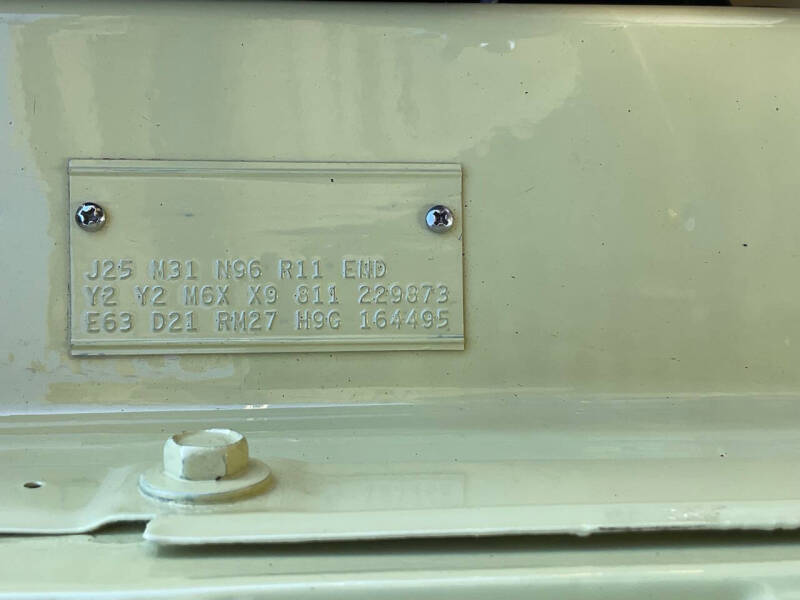 J25 M31 N96 R11 END
Y2 Y2 M6X X9 811 229873
E63 D21 RM27 H9G 164495